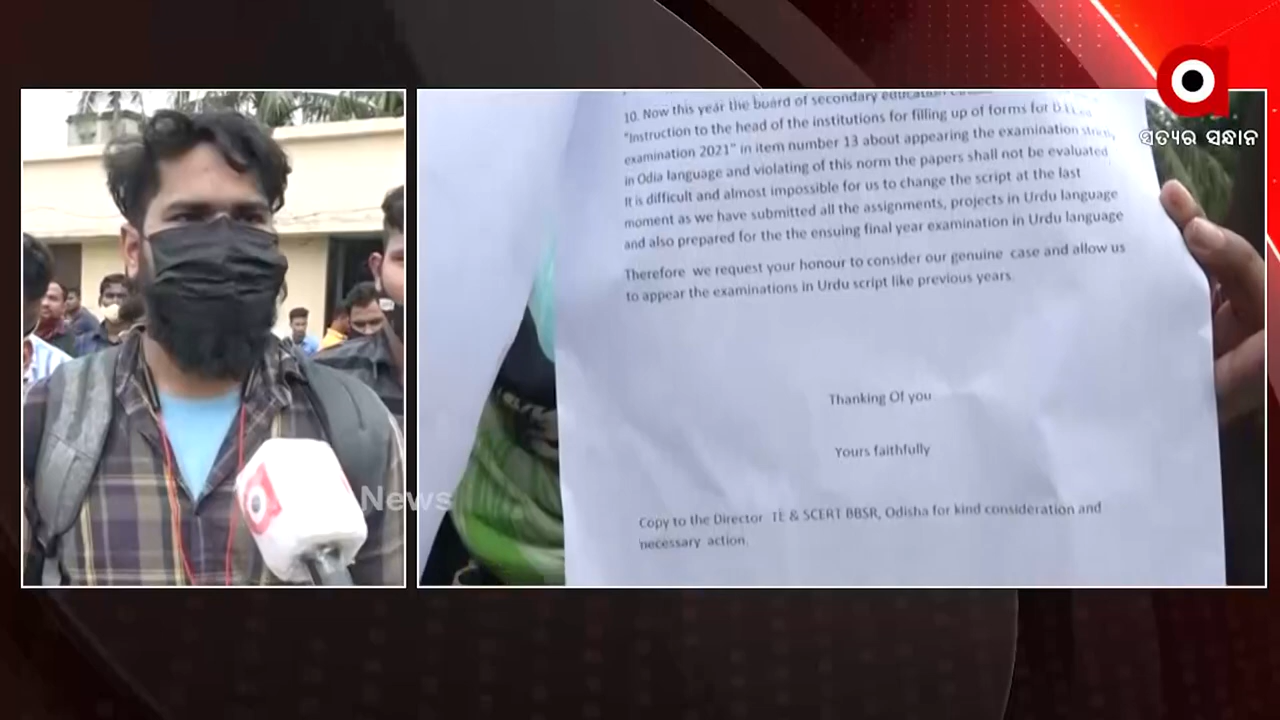 ସତ୍ୟର ସନ୍ଧାନ
10. Now this year the board of secondary education
"Instruction to the head of the institutions for filling up of forms for
examination 2021" in item number 13 about appearing the examination
in Odia language and violating of this norm the papers shall not be evaluated
It is difficult and almost impossible for us to change the script at the last
moment as we have submitted all the assignments, projects in Urdu language
and also prepared for the the ensuing final year examination in Urdu language
Therefore we request your honour to consider our genuine case and allow us
to appear the examinations in Urdu script like previous years.
Thanking Of you
Yours faithfully
News
Copy to the Director TE & SCERT BBSR, Odisha for kind consideration and
necessary action.